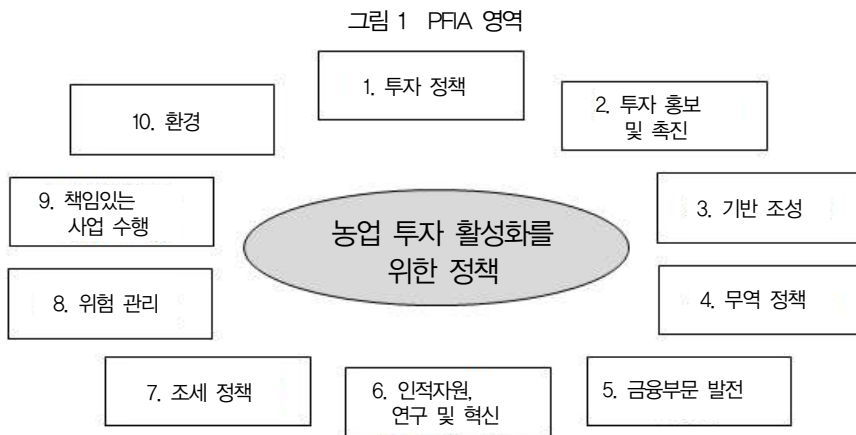 그림 1 PFIA 영역
1. 투자 정책
2. 투자 홍보
및 촉진
3. 기반 조성
4. 무역 정책
5. 금융부문 발전
6. 인적자원,
연구 및 혁신
7. 조세 정책
8. 위험 관리
9. 책임있는
사업 수행
10. 환경
농업 투자 활성화를
위한 정책